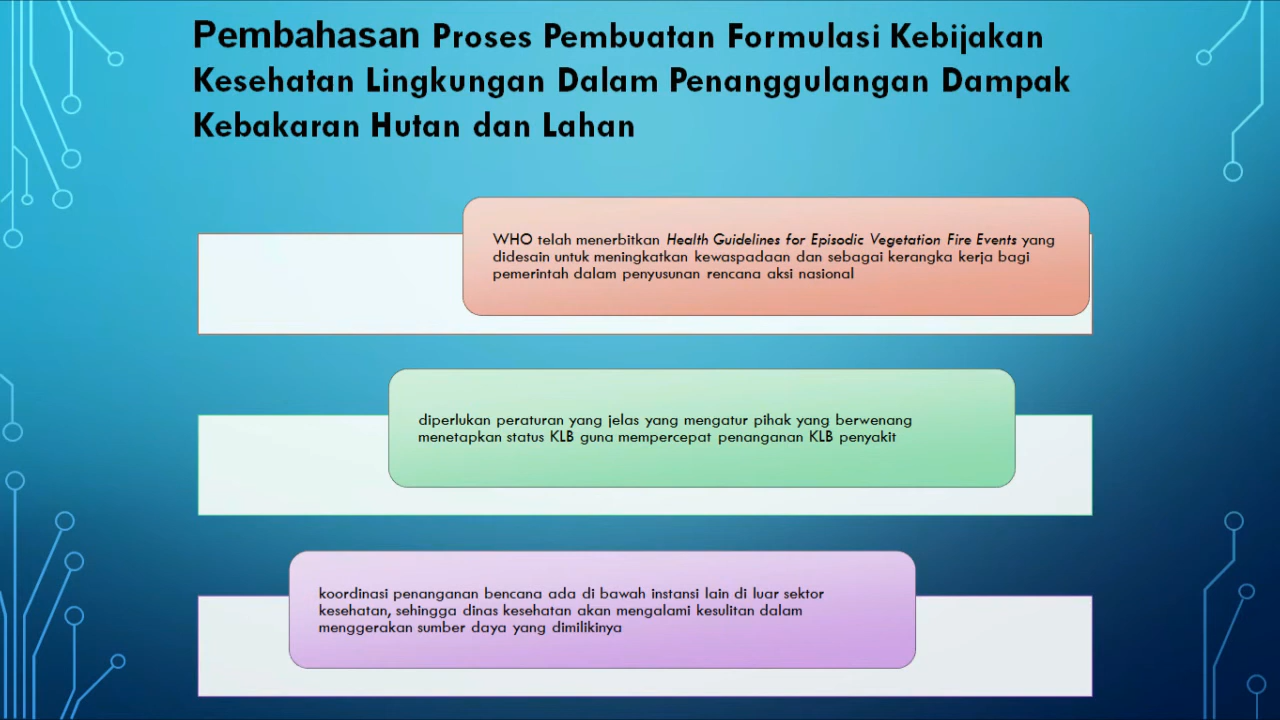 Pembahasan Proses Pembuatan Formulasi Kebijakan
Kesehatan Lingkungan Dalam Penanggulangan Dampak
Kebakaran Hutan dan Lahan
WHO telah menerbitkan Health Guidelines for Episodic Vegetation Fire Events yang
didesain untuk meningkatkan kewaspadaan dan sebagai kerangka kerja bagi
pemerintah dalam penyusunan rencana aksi nasional
diperlukan peraturan yang jelas yang mengatur pihak yang berwenang
menetapkan status KLB guna mempercepat penanganan KLB penyakit
koordinasi penanganan bencana ada di bawah instansi lain di luar sektor
kesehatan, sehingga dinas kesehatan akan mengalami kesulitan dalam
menggerakan sumber daya yang dimilikinya